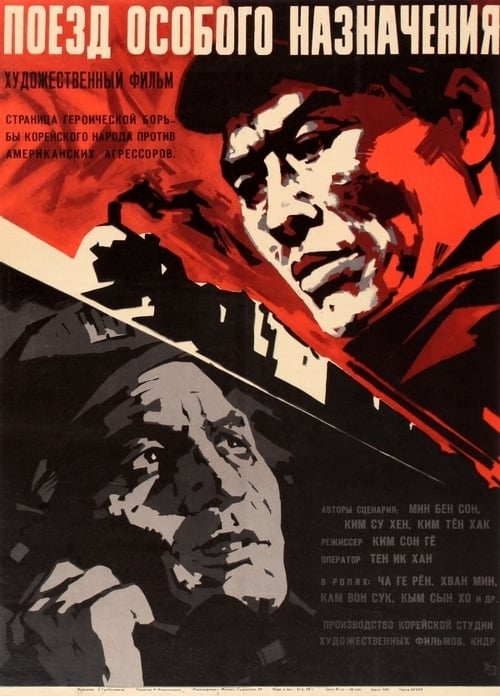 ПОЕЗД ОСОБОГО НАЗНАЧЕНИЯ
ХУДОЖЕСТВЕННЫЙ ФИЛЬМ
СТРАНИЦА ГЕРОИЧЕСКОЙ БОРЬ-
БЫ КОРЕЙСКОГО НАРОДА ПРОТИВ
АМЕРИКАНСКИХ АГРЕССОРОВ.
АВТОРЫ СЦЕНАРИЯ: МИН БЕН СОН,
КИМ СУ ХЕН, КИМ ТЁН ХАК
РЕЖИССЕР КИМ СОН ГЁ
ОПЕРАТОР ТЕН ИК ХАН
В РОЛЯХ: ЧА ГЕ РЁН, ХВАН МИН,
КАМ ВОН СУК, КЫМ СЫН ХО И ДР.
ПРОИЗВОДСТВО КОРЕЙСКОЙ СТУДИИ
ХУДОЖЕСТВЕННЫХ ФИЛЬМОВ. КНДР.